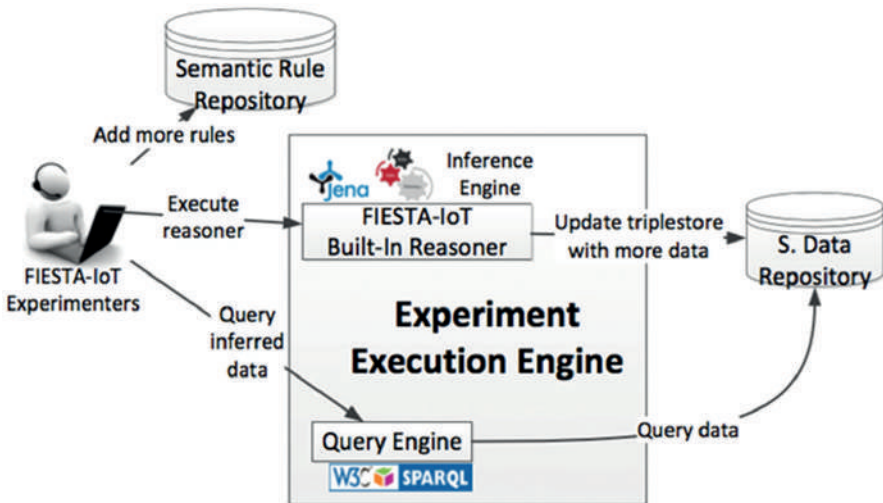 Semantic Rule
Repository
Add more rules
Jena
Inference
Engine
Execute
reasoner
FIESTA-IoT
Built-In Reasoner
Update triplestore
with more data
S. Data
Repository
FIESTA-IoT
Experimenters
Query
inferred
data
Experiment
Execution Engine
Query Engine
Query data
W3C
SPARQL